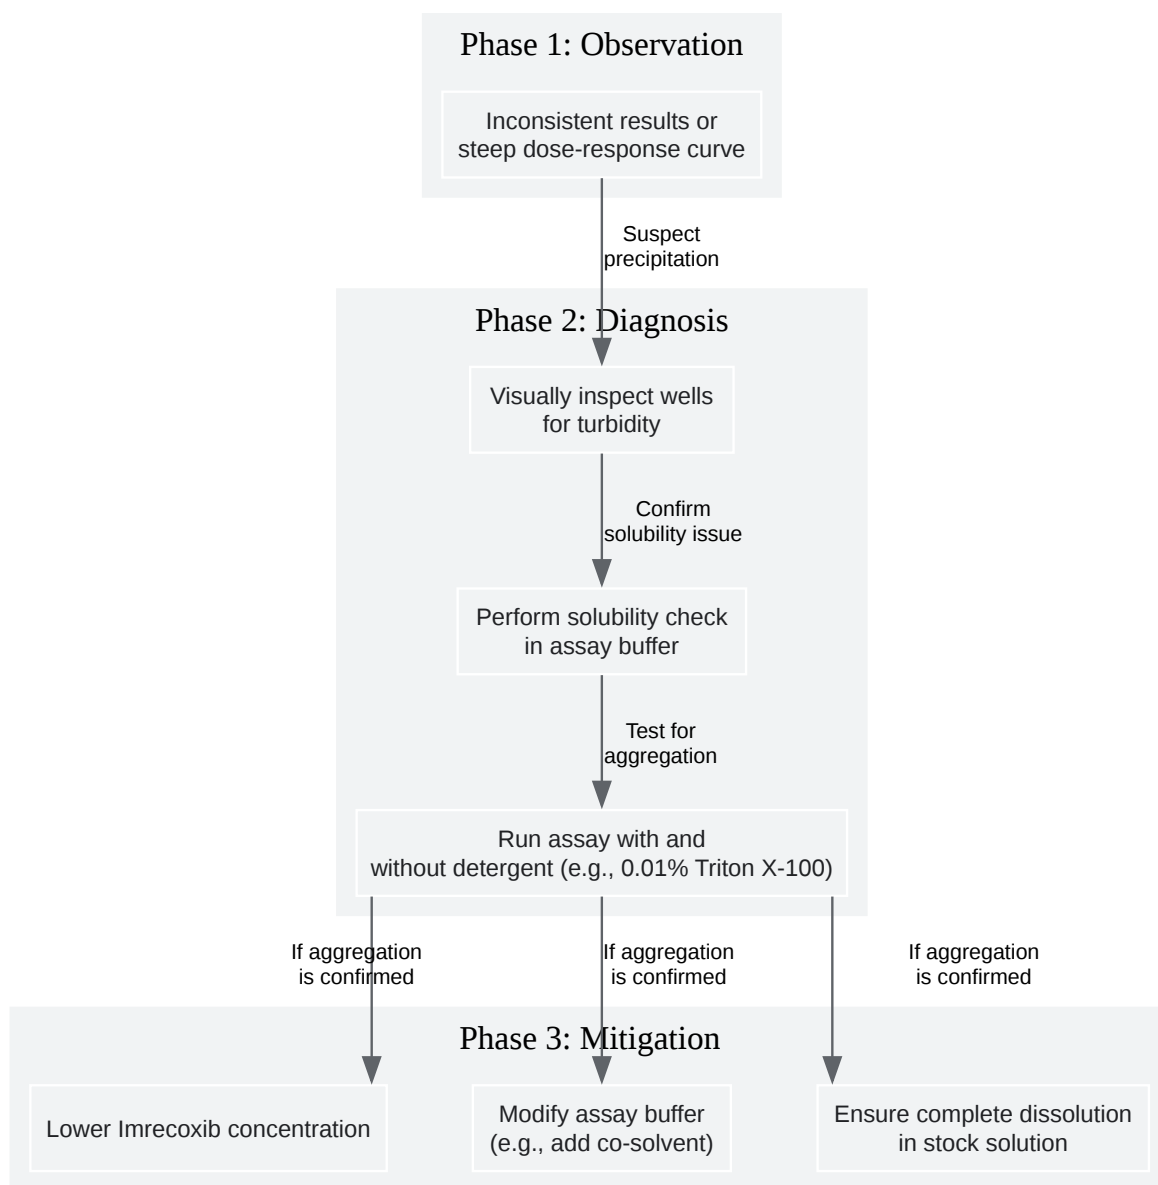 Phase 1: Observation
Inconsistent results or
steep dose-response curve
Suspect
precipitation
Phase 2: Diagnosis
Visually inspect wells
for turbidity
Confirm
solubility issue
Perform solubility check
in assay buffer
Test for
aggregation
Run assay with and
without detergent (e.g., 0.01% Triton X-100)
If aggregation
is confirmed
If aggregation
is confirmed
If aggregation
is confirmed
Phase 3: Mitigation
Lower Imrecoxib concentration
Modify assay buffer
(e.g., add co-solvent)
Ensure complete dissolution
in stock solution